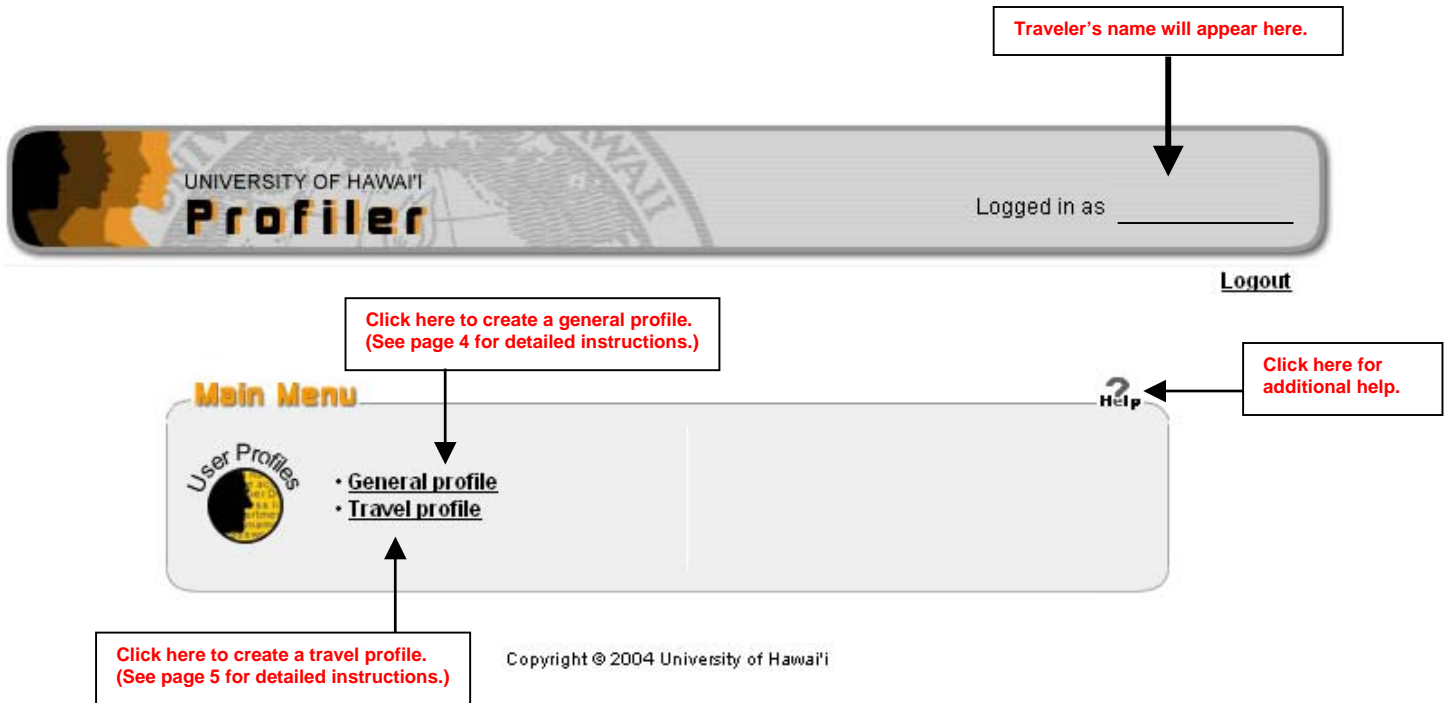 Traveler's name will appear here.
UNIVERSITY OF HAWAI'I
Profiler
Logged in as
Logout
Click here to create a general profile.
(See page 4 for detailed instructions.)
Click here for
additional help.
Main Menu
Help
User Profiles
• General profile
• Travel profile
Click here to create a travel profile.
(See page 5 for detailed instructions.)
Copyright © 2004 University of Hawai'i